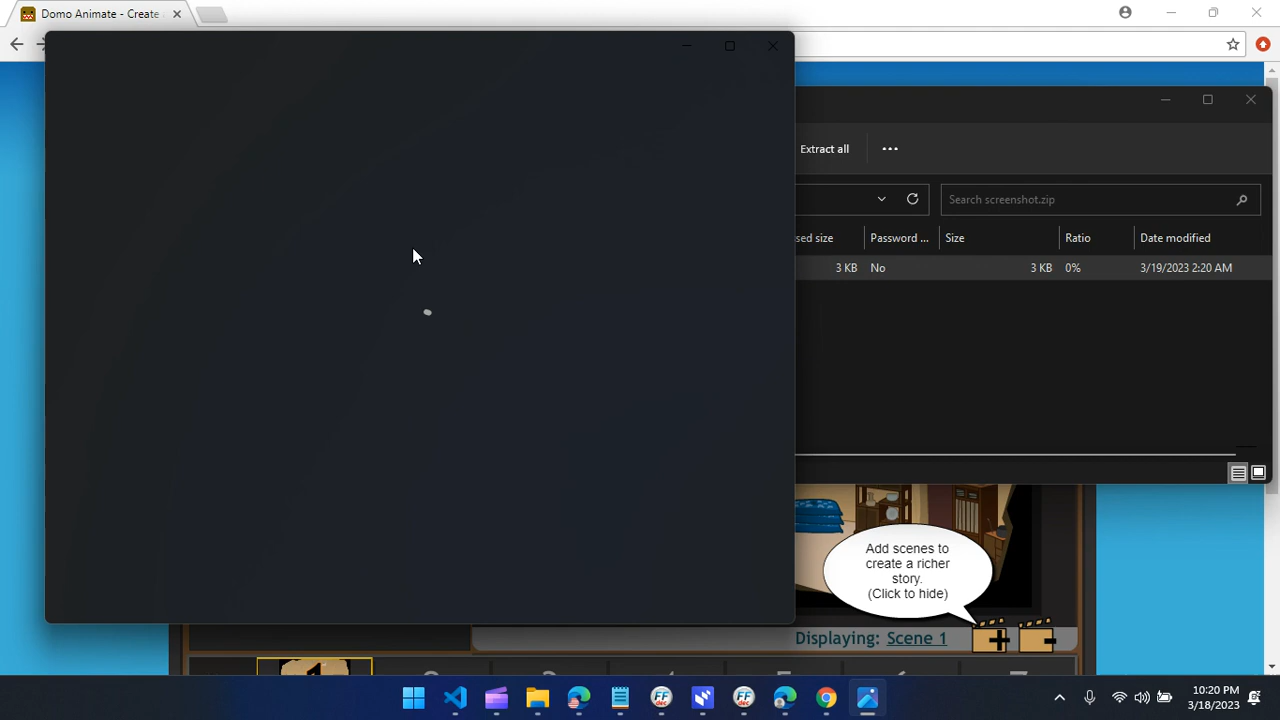 Domo Animate - Create
Extract all
Search screenshot.zip
sed size
Password ...
Size
Ratio
Date modified
3 KB
No
3 KB
0%
3/19/2023 2:20 AM
Add scenes to
create a richer
story.
(Click to hide)
Displaying: Scene 1
1
10:20 PM
3/18/2023